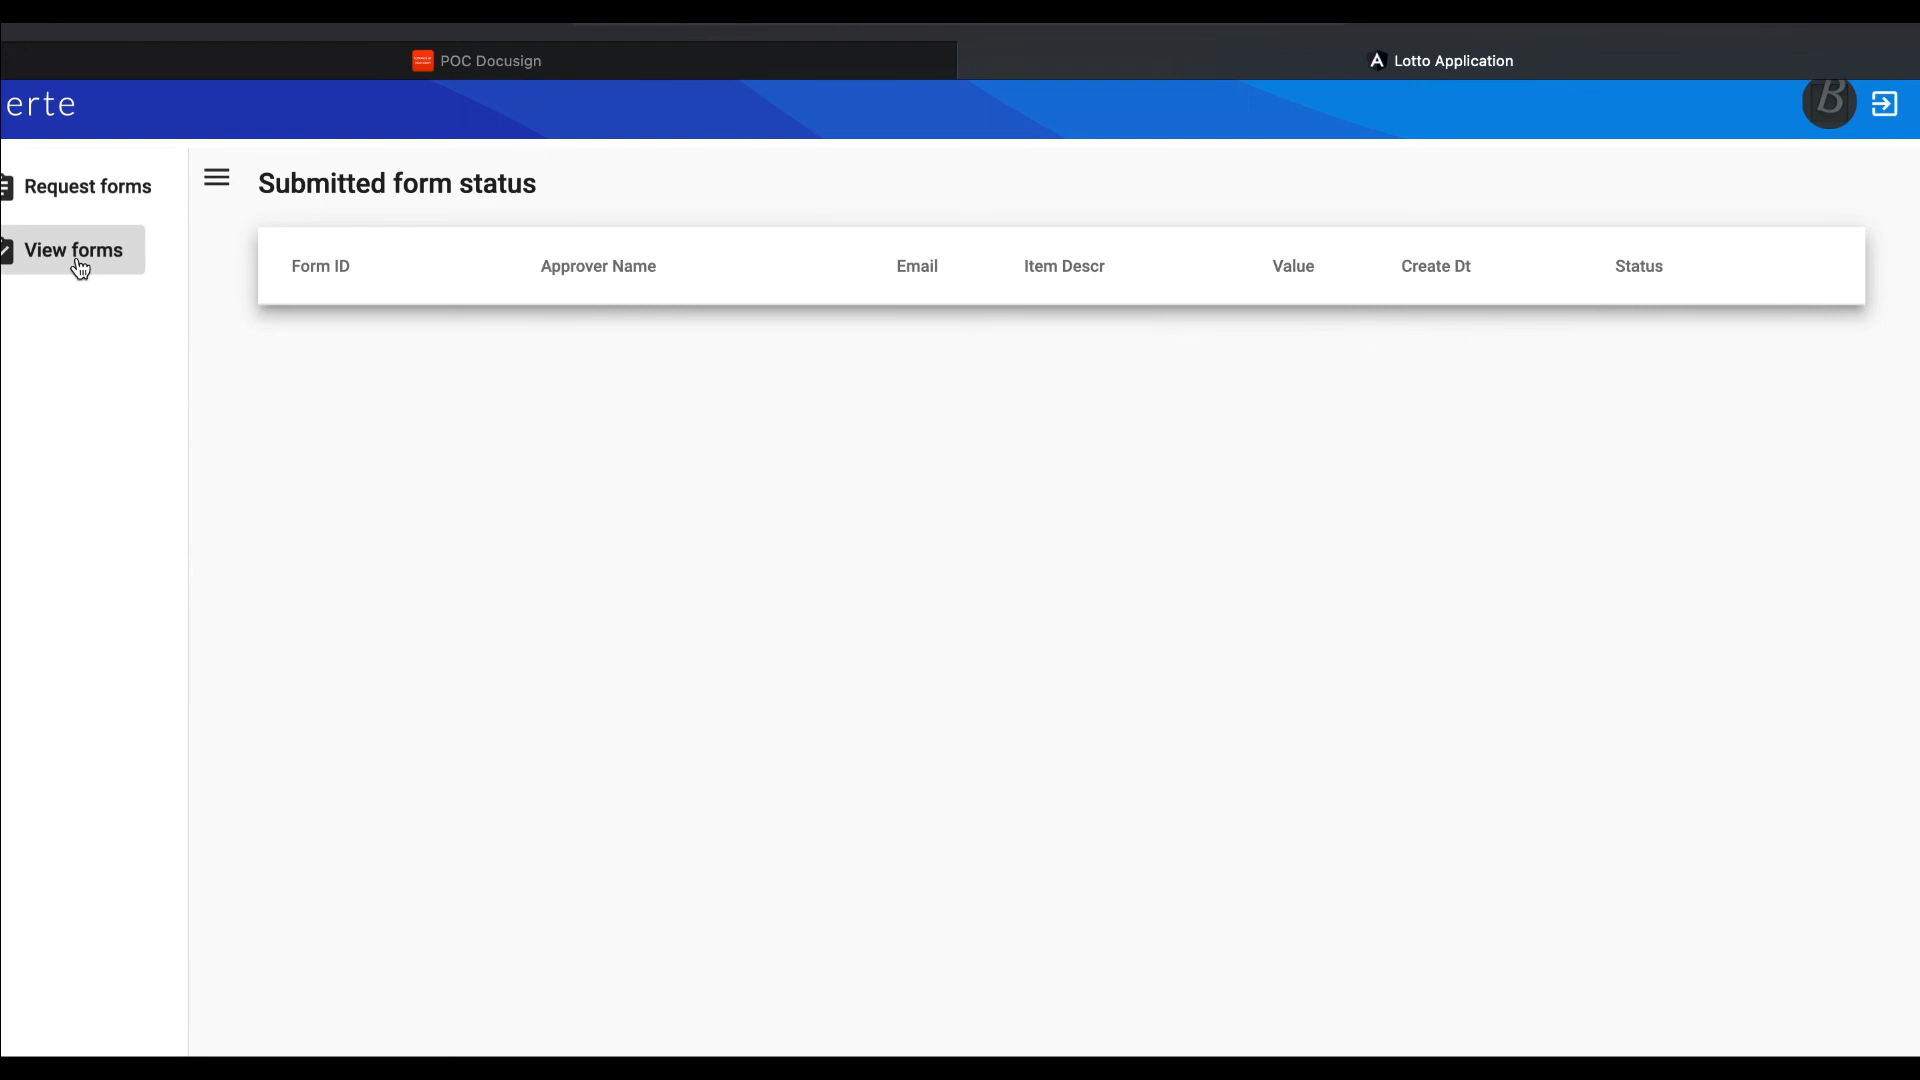 POC Docusign
Lotto Application
erte
B
Request forms
Submitted form status
View forms
Form ID Approver Name Email Item Descr Value Create Dt Status